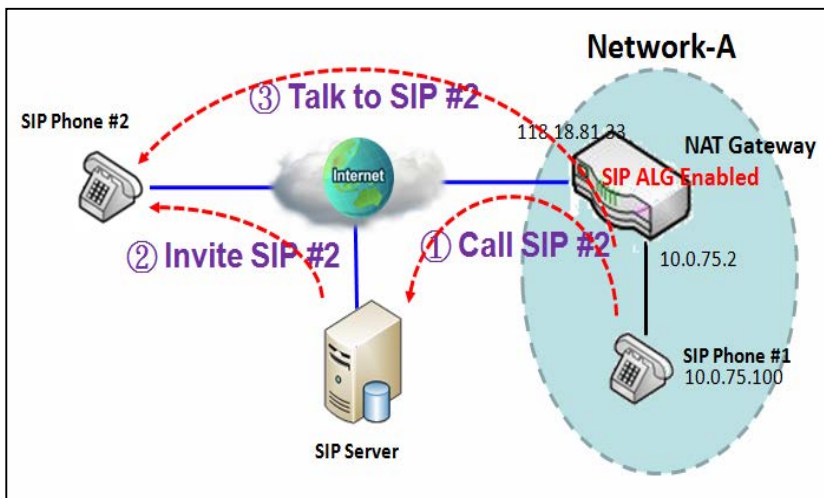 Network-A
③ Talk to SIP #2
SIP Phone #2
118.18.81.33
NAT Gateway
Internet
SIP ALG Enabled
② Invite SIP #2
① Call SIP #2
10.0.75.2
SIP Phone #1
10.0.75.100
SIP Server